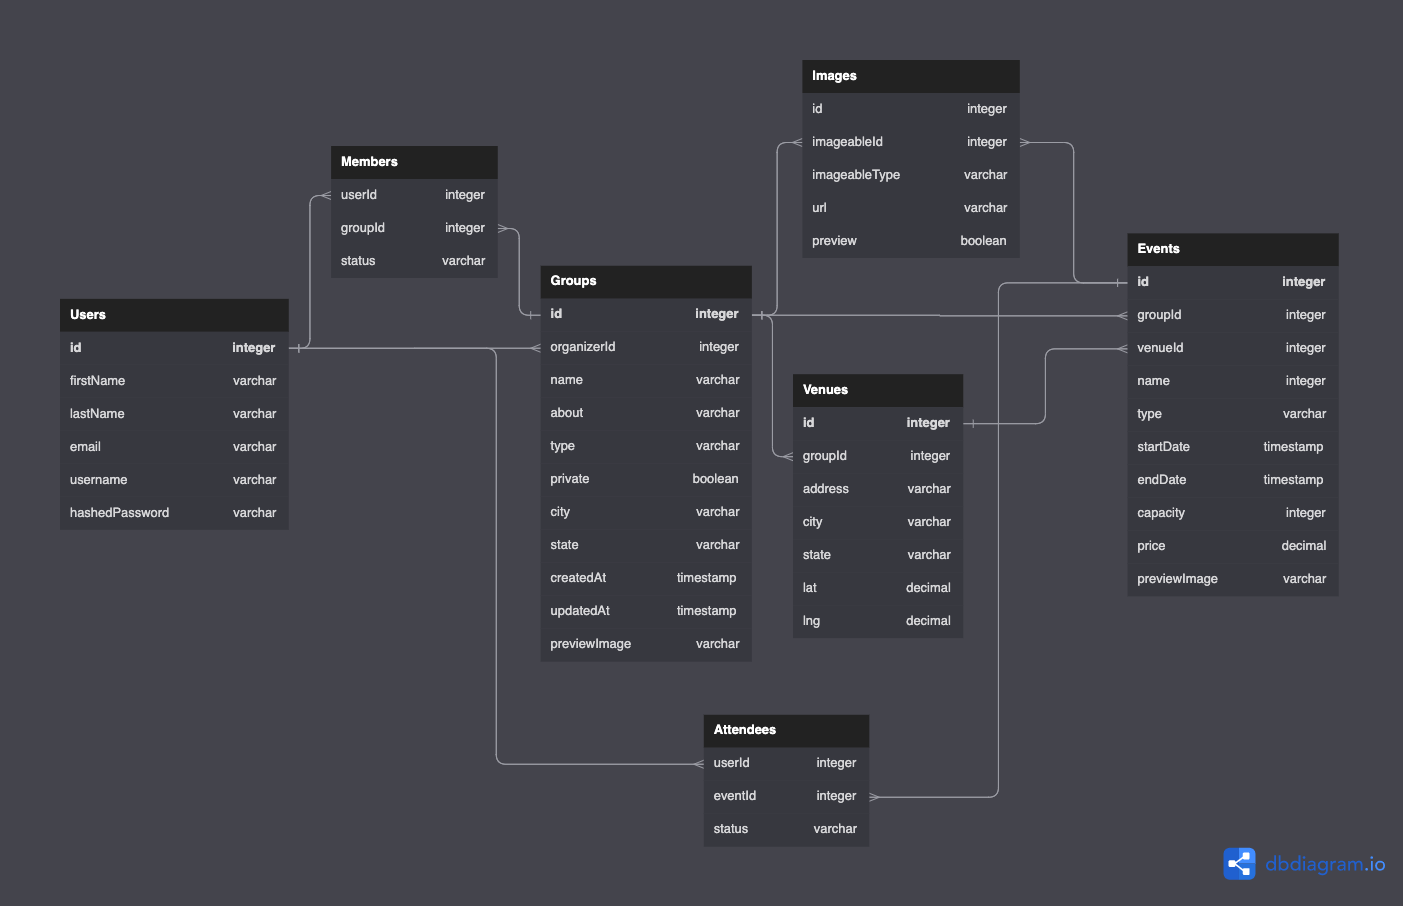 Images
id integer
imageableId integer
imageableType varchar
url varchar
preview boolean
Members
userId integer
groupId integer
status varchar
Events
id integer
groupId integer
venueId integer
name integer
type varchar
startDate timestamp
endDate timestamp
capacity integer
price decimal
previewImage varchar
Groups
id integer
organizerId integer
name varchar
about varchar
type varchar
private boolean
city varchar
state varchar
createdAt timestamp
updatedAt timestamp
previewImage varchar
Users
id integer
firstName varchar
lastName varchar
email varchar
username varchar
hashedPassword varchar
Venues
id integer
groupId integer
address varchar
city varchar
state varchar
lat decimal
lng decimal
Attendees
userId integer
eventId integer
status varchar
dbdiagram.io